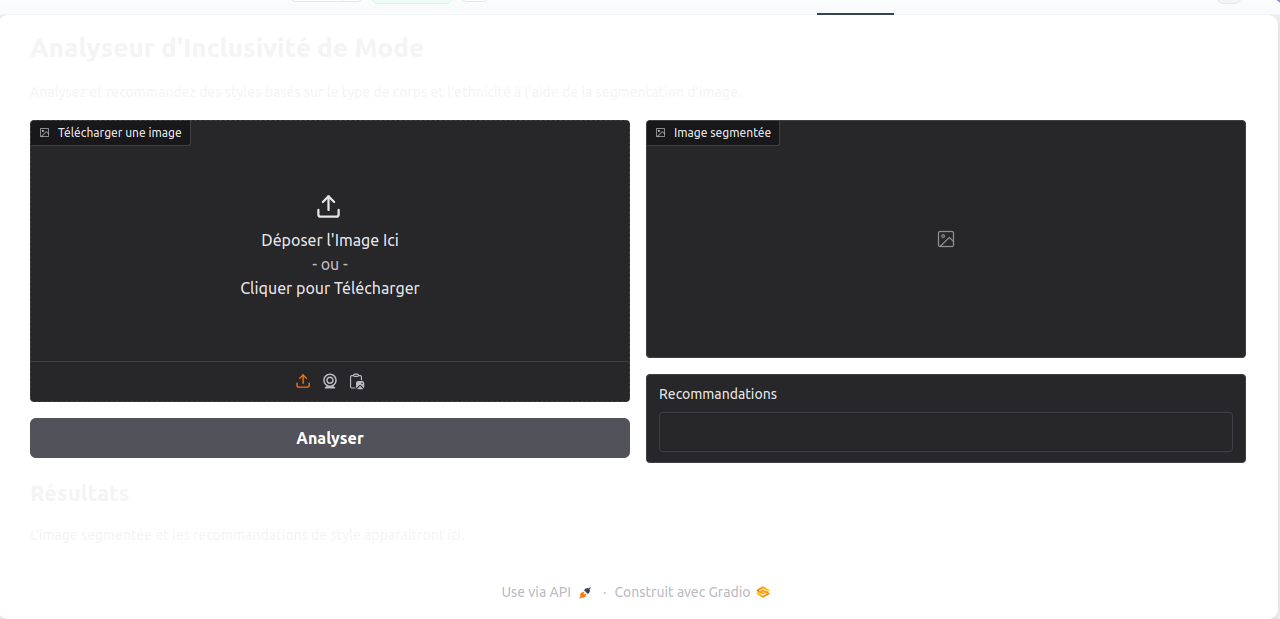 Analyseur d'Inclusivité de Mode
Analysez et recommandez des styles basés sur le type de corps et l'ethnicité à l'aide de la segmentation d'image.
Télécharger une image
Déposer l'Image Ici
- ou -
Cliquer pour Télécharger
Analyser
Image segmentée
Recommandations
Résultats
L'image segmentée et les recommandations de style apparaîtront ici.
Use via API
·
Construit avec Gradio